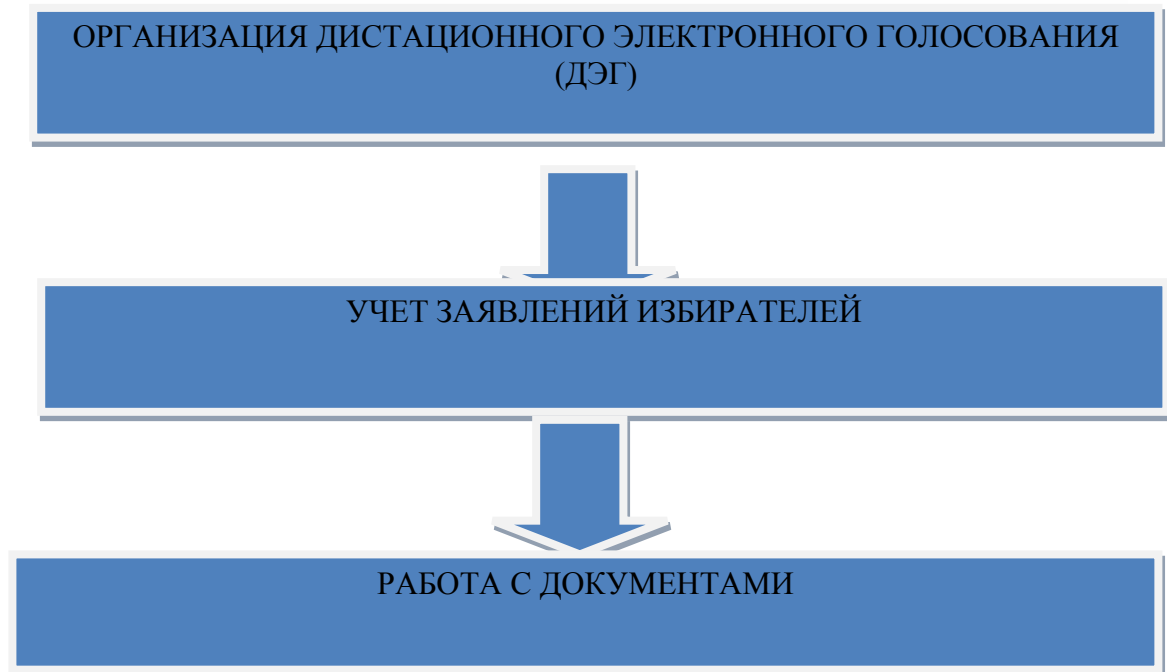 ОРГАНИЗАЦИЯ ДИСТАЦИОННОГО ЭЛЕКТРОННОГО ГОЛОСОВАНИЯ
(ДЭГ)
УЧЕТ ЗАЯВЛЕНИЙ ИЗБИРАТЕЛЕЙ
РАБОТА С ДОКУМЕНТАМИ